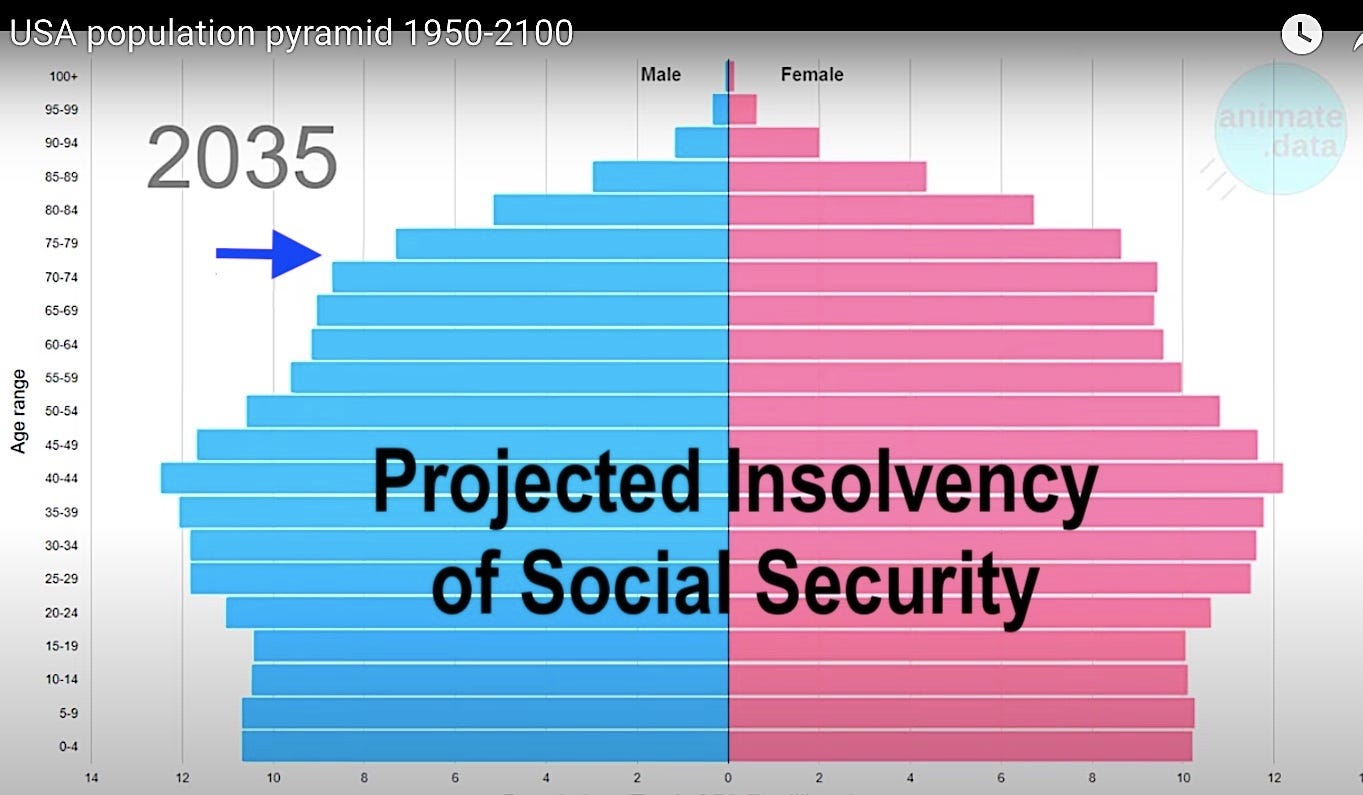 USA population pyramid 1950-2100
Male Female
animate
.data
2035
Age range
100+
95-99
90-94
85-89
80-84
75-79
70-74
65-69
60-64
55-59
50-54
45-49
40-44
35-39
30-34
25-29
20-24
15-19
10-14
5-9
0-4
Projected Insolvency
of Social Security
14 12 10 8 6 4 2 0 2 4 6 8 10 12